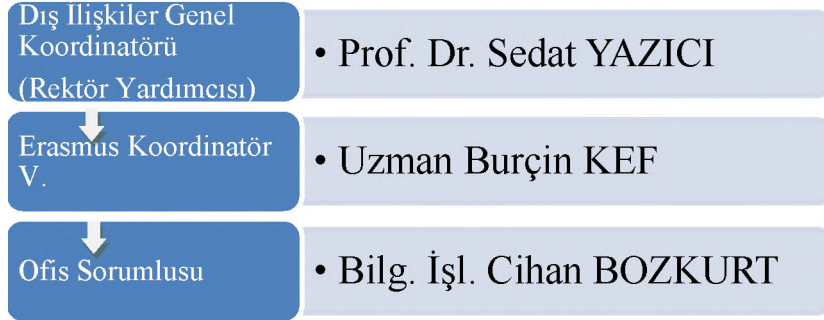 Dış İlişkiler Genel
Koordinatörü
(Rektör Yardımcısı)
• Prof. Dr. Sedat YAZICI
Erasmus Koordinatör
V.
• Uzman Burçin KEF
Ofis Sorumlusu
• Bilg. İşl. Cihan BOZKURT